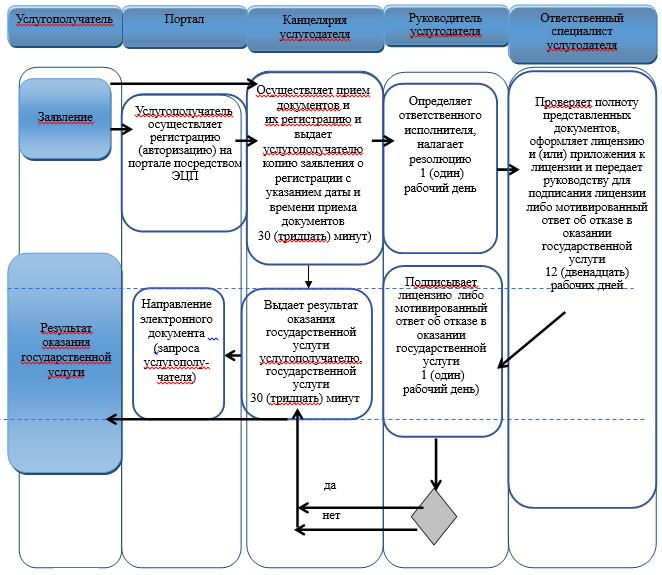 Услугополучатель
Портал
Канцелярия
услугодателя
Руководитель
услугодателя
Ответственный
специалист
услугодателя
Заявление
Услугополучатель
осуществляет
регистрацию
(авторизацию) на
портале посредством
ЭЦП
Осуществляет прием
документов и
их регистрацию и
выдает
услугополучателю
копию заявления о
регистрации с
указанием даты и
времени приема
документов
30 (тридцать) минут)
Определяет
ответственного
исполнителя,
налагает
резолюцию
1 (один)
рабочий день
Проверяет полноту
представленных
документов,
оформляет лицензию
и (или) приложения к
лицензии и передает
руководству для
подписания лицензии
либо мотивированный
ответ об отказе в
оказании
государственной
услуги
12 (двенадцать)
рабочих дней
Результат
оказания
государственной
услуги
Направление
электронного
документа
(запроса
услугополу-
чателя)
Выдает результат
оказания
государственной
услуги
услугополучателю,
государственной
услуги
30 (тридцать) минут
Подписывает
лицензию либо
мотивированный
ответ об отказе в
оказании
государственной
услуги
1 (один)
рабочий день)
да
нет